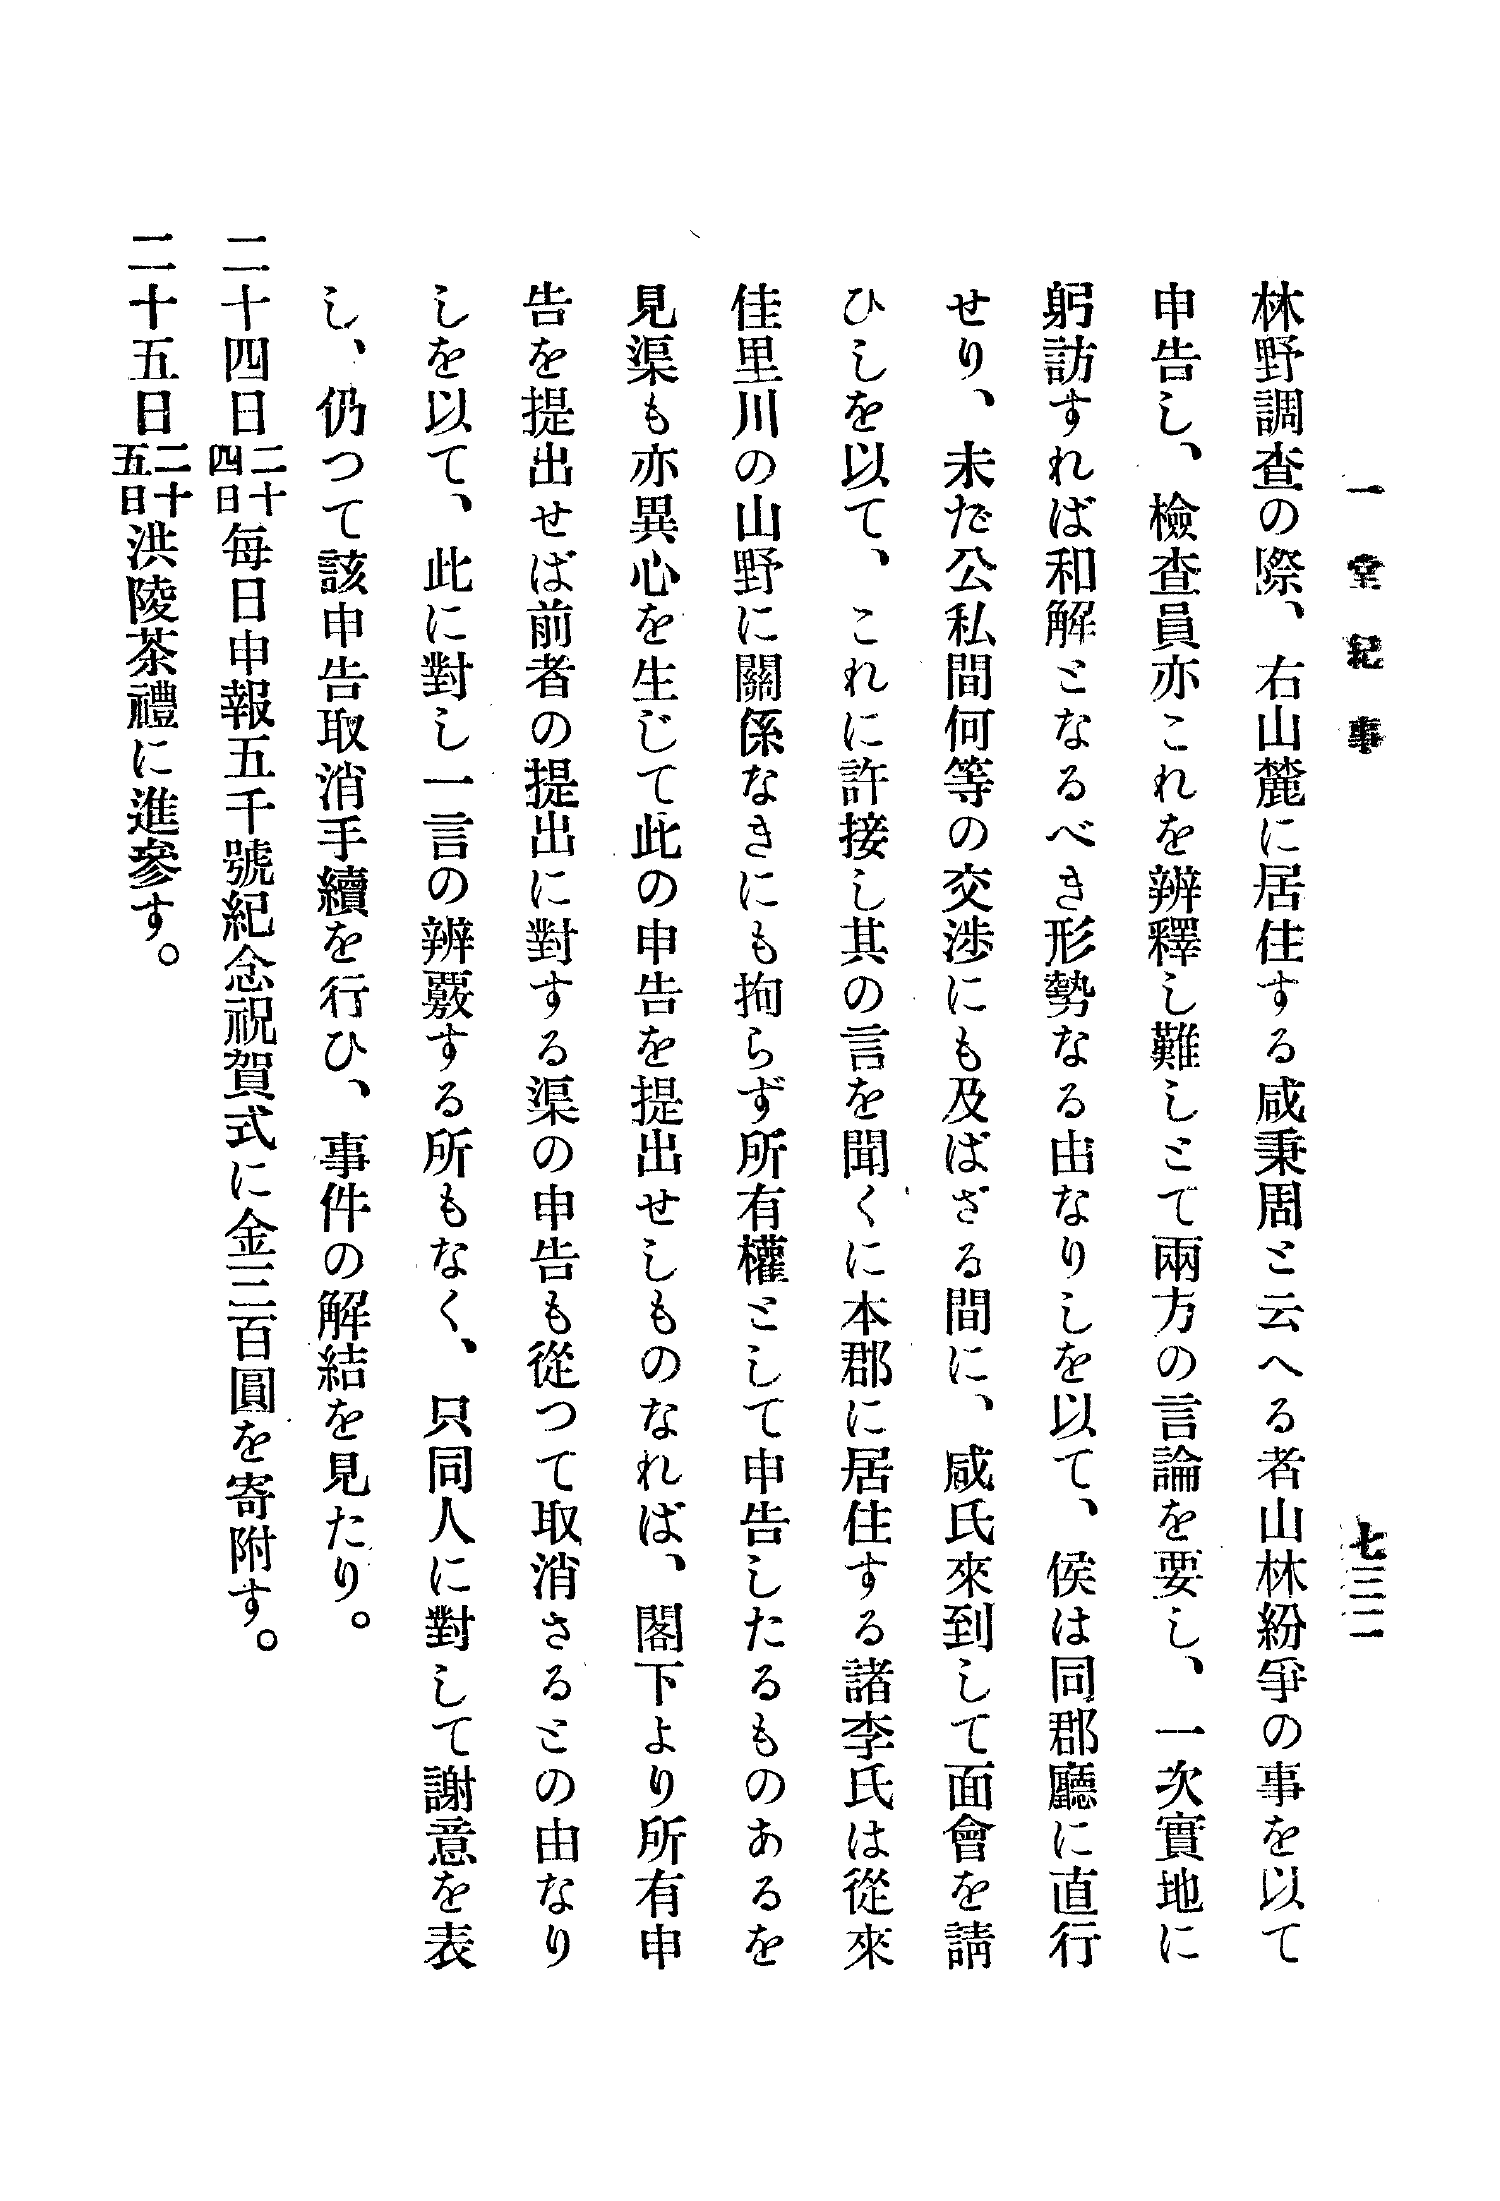 一堂紀事
七三二
林野調査の際、右山麓に居住する咸秉周と云へる者山林紛爭の事を以て
申告し、檢査員亦これを辨釋し難しとて兩方の言論を要し、一次實地に
躬訪すれば和解となるべき形勢なる由なりしを以て、侯は同郡廳に直行
せり、未だ公私間何等の交渉にも及ばざる間に、咸氏來到して面會を請
ひしを以て、これに許接し其の言を聞くに本郡に居住する諸李氏は從來
佳里川の山野に關係なきにも拘らず所有權として申告したるものあるを
見渠も亦異心を生じて此の申告を提出せしものなれば、閣下より所有申
告を提出せば前者の提出に對する渠の申告も從つて取消さるとの由なり
しを以て、此に對し一言の辨覈する所もなく、只同人に對して謝意を表
し、仍つて該申告取消手續を行ひ、事件の解結を見たり。
二十四日二十四日毎日申報五千號紀念祝賀式に金三百圓を寄附す。
二十五日二十五日洪陵茶禮に進參す。